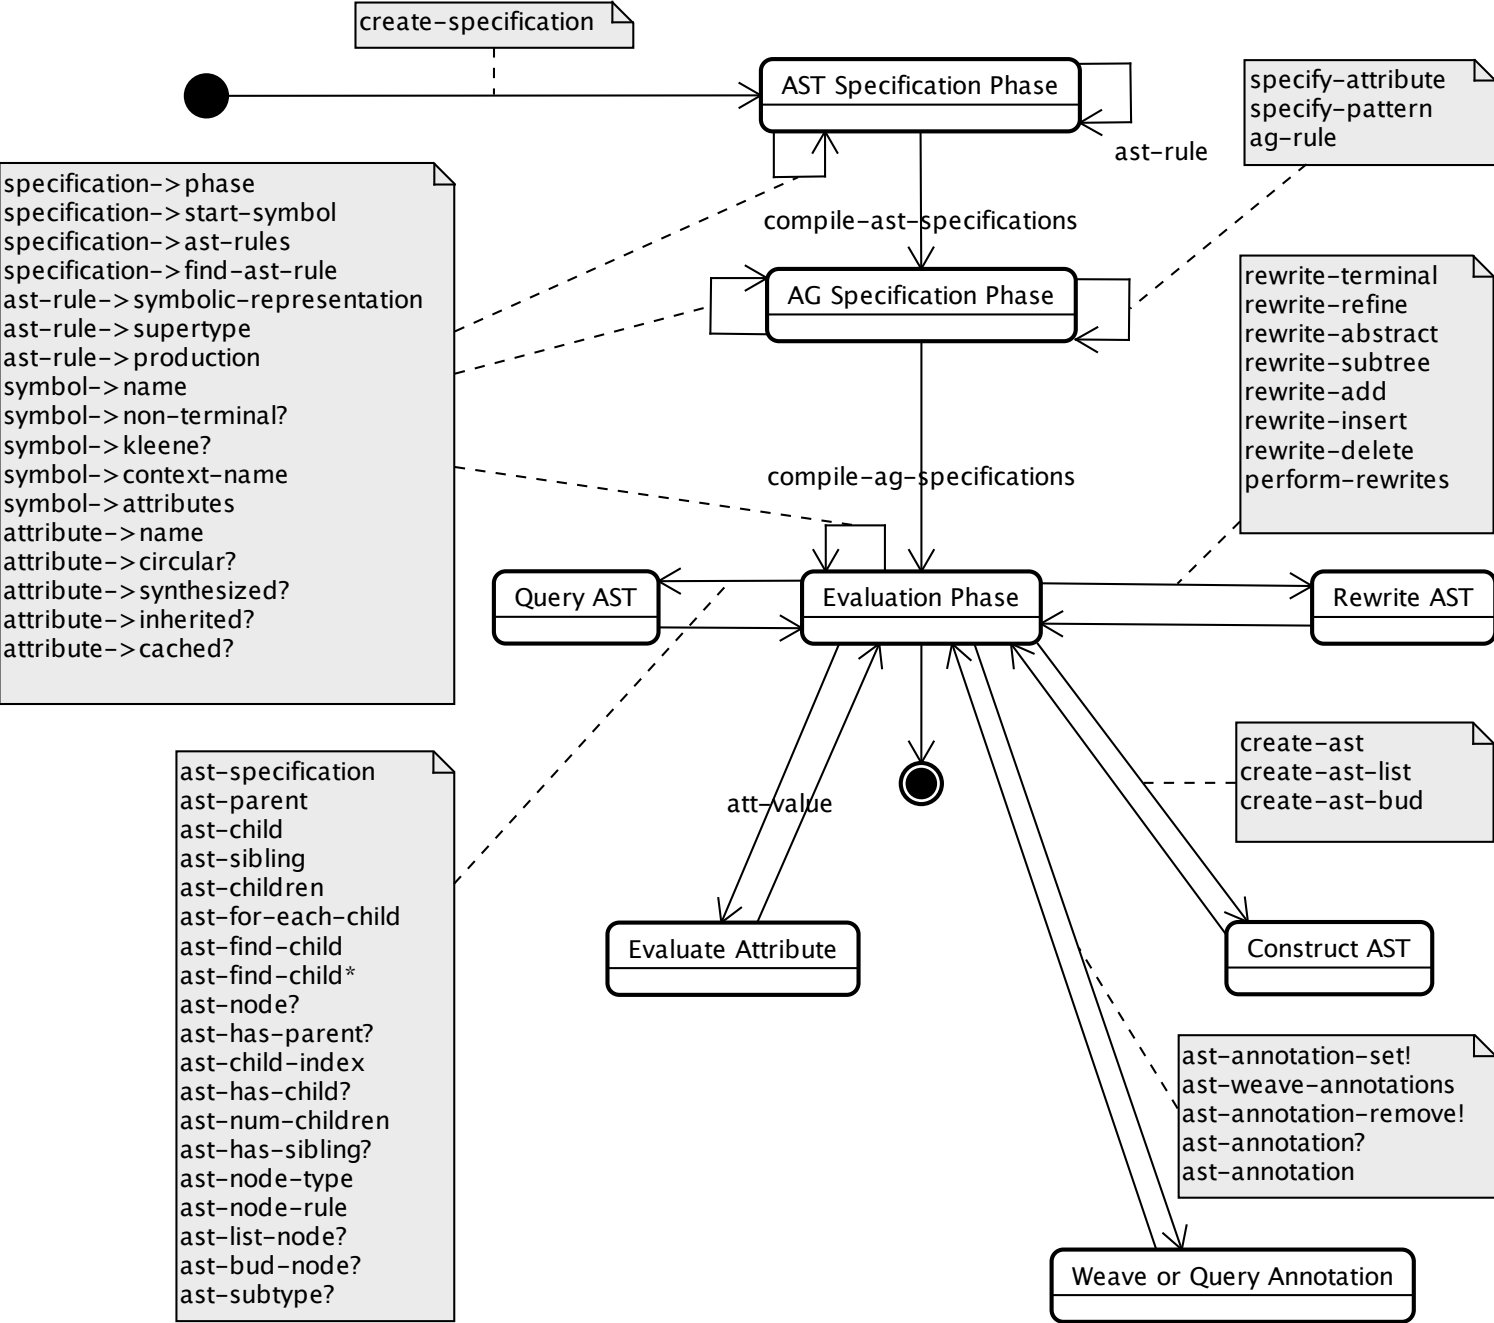 create-specification
AST Specification Phase
ast-rule
specify-attribute
specify-pattern
ag-rule
specification->phase
specification->start-symbol
specification->ast-rules
specification->find-ast-rule
ast-rule->symbolic-representation
ast-rule->supertype
ast-rule->production
symbol->name
symbol->non-terminal?
symbol->kleene?
symbol->context-name
symbol->attributes
attribute->name
attribute->circular?
attribute->synthesized?
attribute->inherited?
attribute->cached?
compile-ast-specifications
AG Specification Phase
rewrite-terminal
rewrite-refine
rewrite-abstract
rewrite-subtree
rewrite-add
rewrite-insert
rewrite-delete
perform-rewrites
compile-ag-specifications
Query AST
Evaluation Phase
Rewrite AST
ast-specification
ast-parent
ast-child
ast-sibling
ast-children
ast-for-each-child
ast-find-child
ast-find-child*
ast-node?
ast-has-parent?
ast-child-index
ast-has-child?
ast-num-children
ast-has-sibling?
ast-node-type
ast-node-rule
ast-list-node?
ast-bud-node?
ast-subtype?
att-value
create-ast
create-ast-list
create-ast-bud
Evaluate Attribute
Construct AST
ast-annotation-set!
ast-weave-annotations
ast-annotation-remove!
ast-annotation?
ast-annotation
Weave or Query Annotation